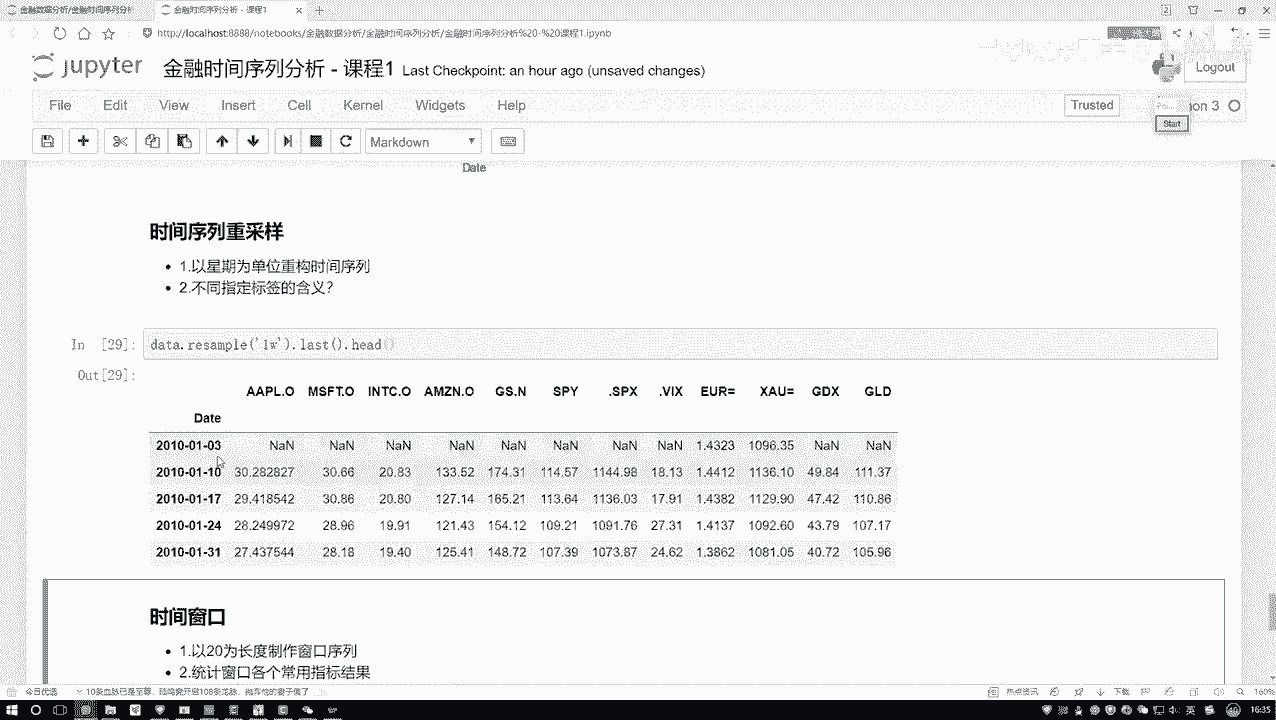 金融数据分析/金融时间序列分析
金融时间序列分析 - 课程1
http://localhost:8888/notebooks/金融数据分析/金融时间序列分析/金融时间序列分析%20-%20课程1.ipynb
jupyter 金融时间序列分析 - 课程1 Last Checkpoint: an hour ago (unsaved changes)
Logout
File Edit View Insert Cell Kernel Widgets Help
Trusted
on 3
Start
Markdown
Date
时间序列重采样
1.以星期为单位重构时间序列
2.不同指定标签的含义?
In [29]: data.resample('1w').last().head()
Out[29]:
AAPL.O MSFT.O INTC.O AMZN.O GS.N SPY .SPX .VIX EUR= XAU= GDX GLD
Date
2010-01-03 NaN NaN NaN NaN NaN NaN NaN NaN 1.4323 1096.35 NaN NaN
2010-01-10 30.282827 30.66 20.83 133.52 174.31 114.57 1144.98 18.13 1.4412 1136.10 49.84 111.37
2010-01-17 29.418542 30.86 20.80 127.14 165.21 113.64 1136.03 17.91 1.4382 1129.90 47.42 110.86
2010-01-24 28.249972 28.96 19.91 121.43 154.12 109.21 1091.76 27.31 1.4137 1092.60 43.79 107.17
2010-01-31 27.437544 28.18 19.40 125.41 148.72 107.39 1073.87 24.62 1.3862 1081.05 40.72 105.96
时间窗口
1.以20为长度制作窗口序列
2.统计窗口各个常用指标结果
今日优选
热点资讯
下载
160%
英
16:35